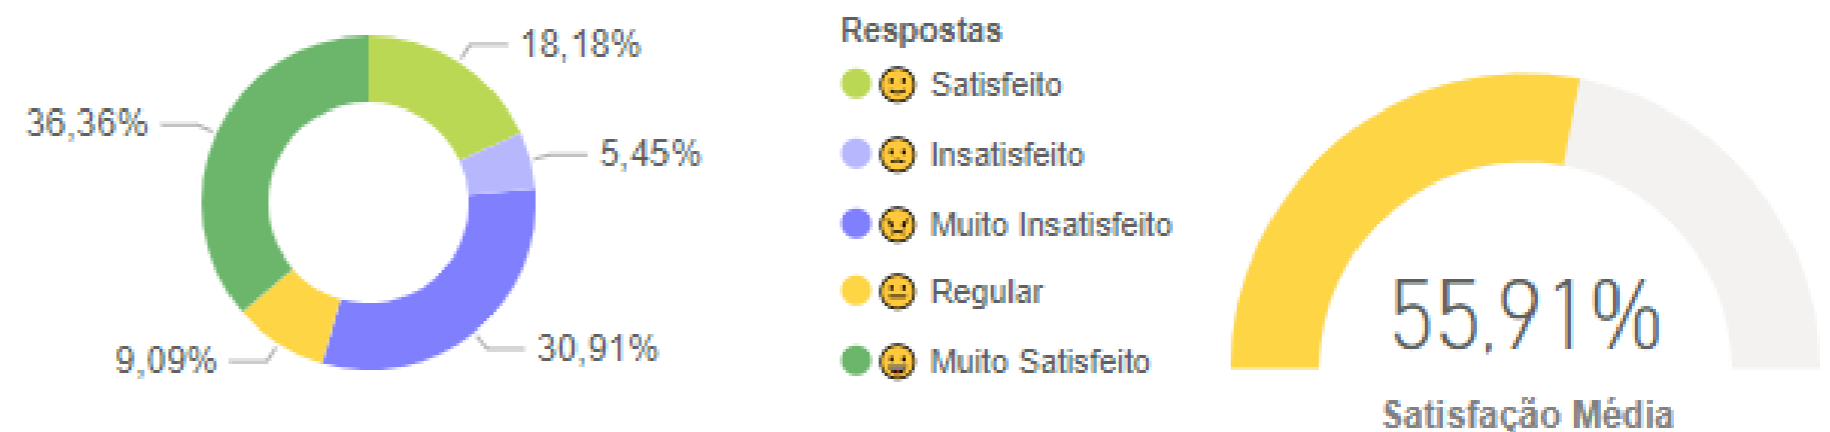 18,18%
36,36%
5,45%
9,09%
30,91%
Respostas
Satisfeito
Insatisfeito
Muito Insatisfeito
Regular
Muito Satisfeito
55,91%
Satisfação Média